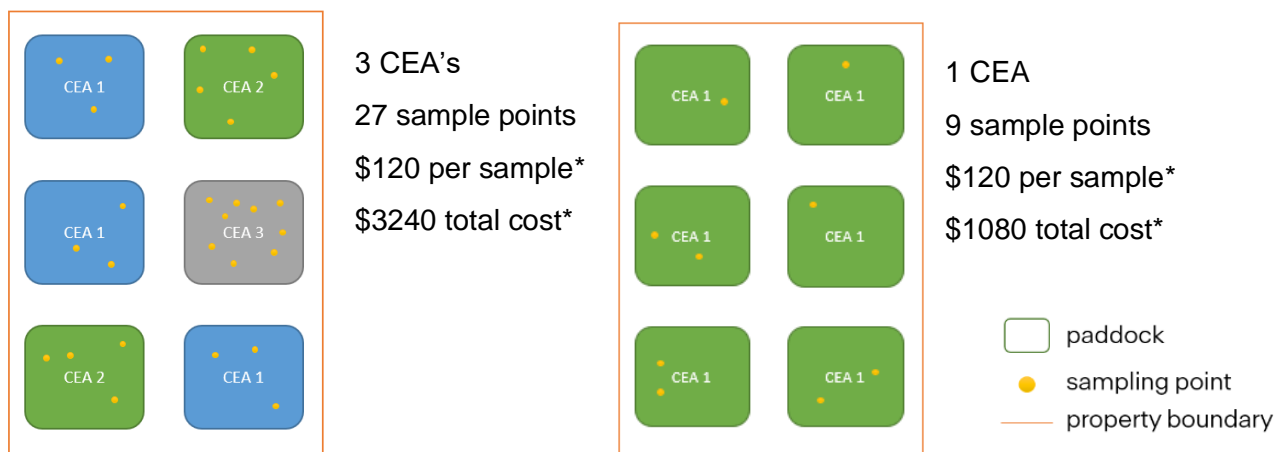 CEA 1
CEA 2
CEA 1
CEA 3
CEA 2
CEA 1
3 CEA’s
27 sample points
$120 per sample*
$3240 total cost*
CEA 1
CEA 1
CEA 1
CEA 1
CEA 1
CEA 1
1 CEA
9 sample points
$120 per sample*
$1080 total cost*
paddock
sampling point
property boundary